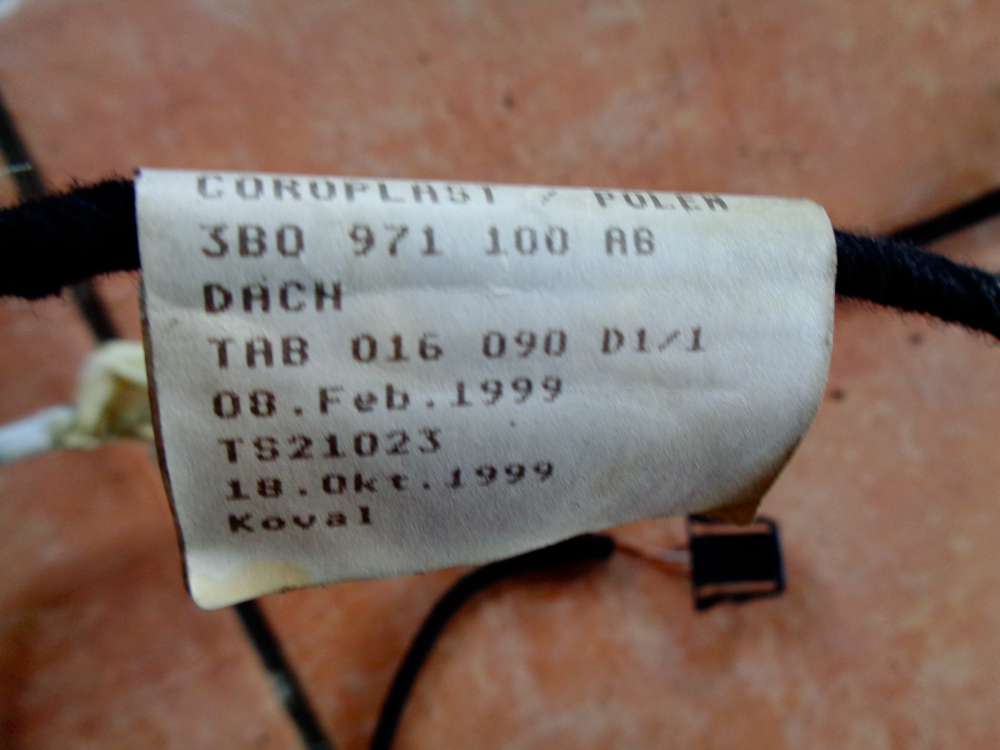 COROPLAST / POLEN
3B0 971 100 AB
DACH
TAB 016 090 D1/1
08.Feb.1999
TS21023
18.Okt.1999
Koval